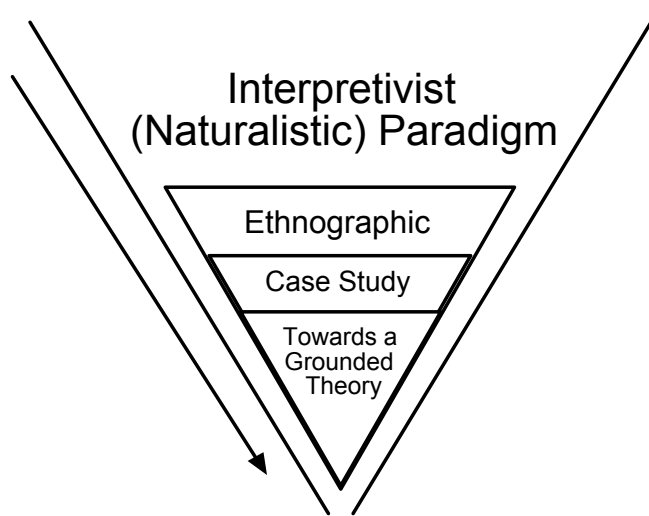 Interpretivist
(Naturalistic) Paradigm
Ethnographic
Case Study
Towards a
Grounded
Theory